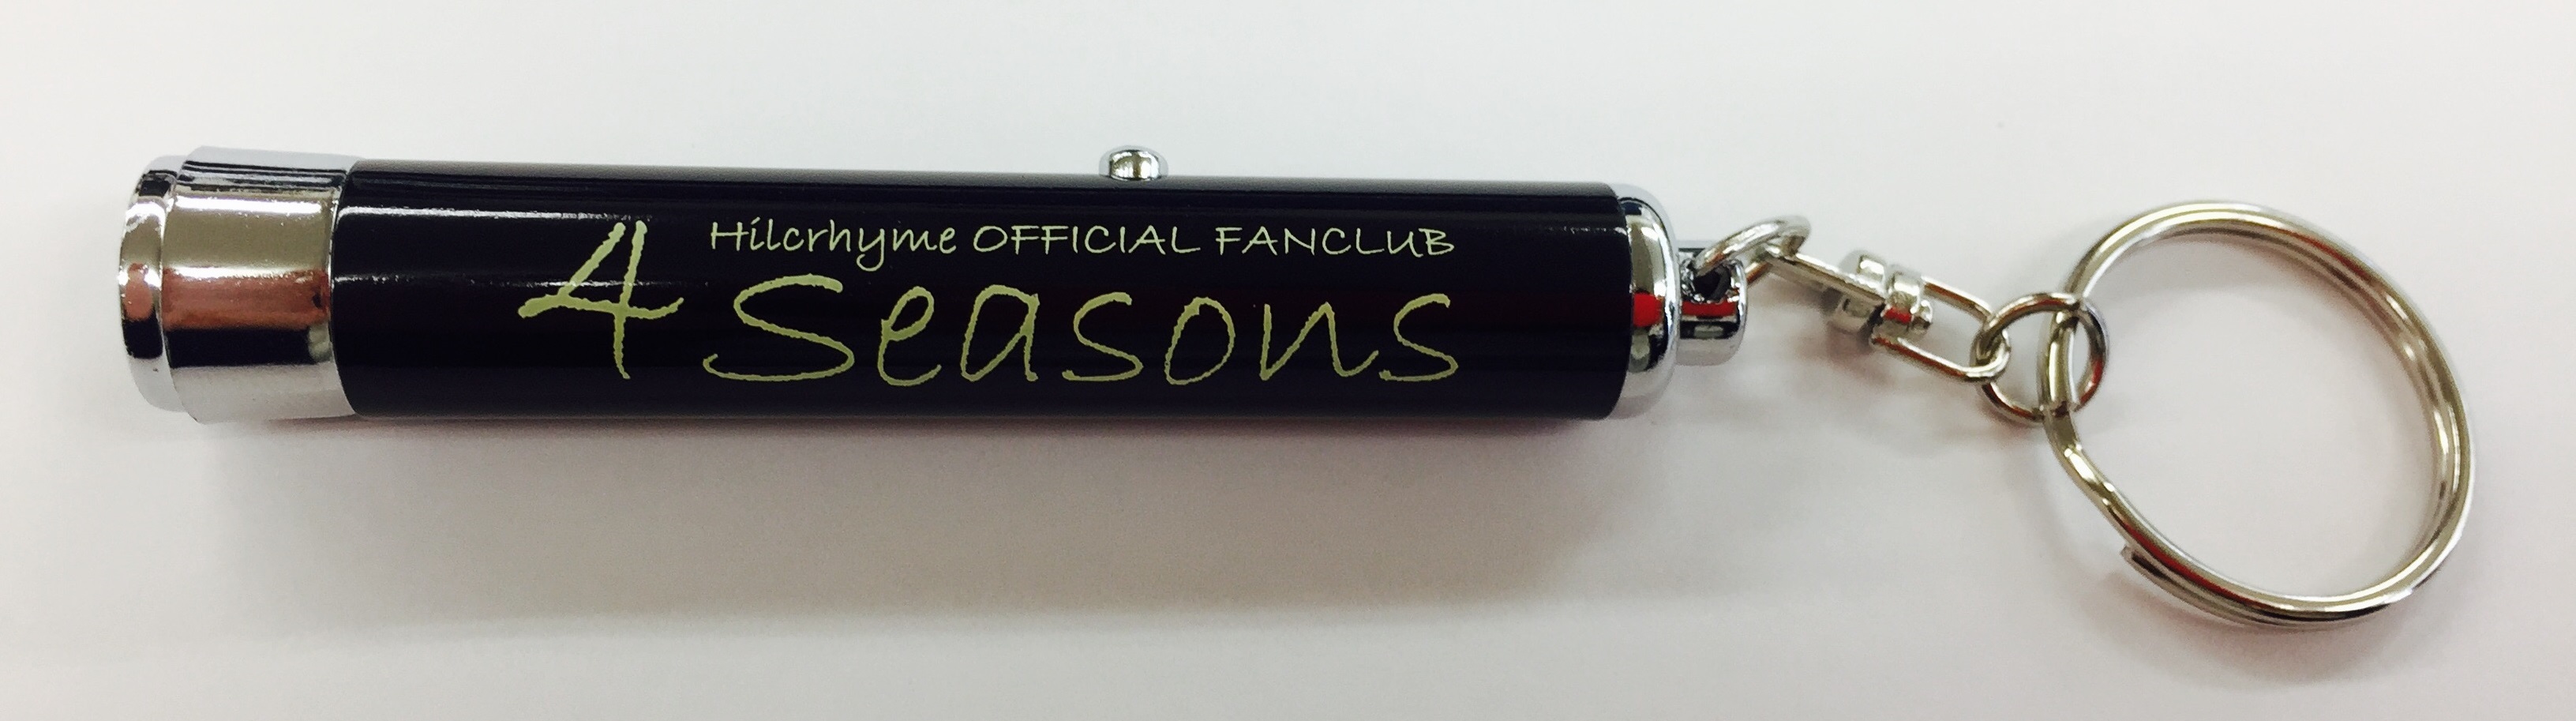 Hilcrhyme OFFICIAL FANCLUB
4 seasons